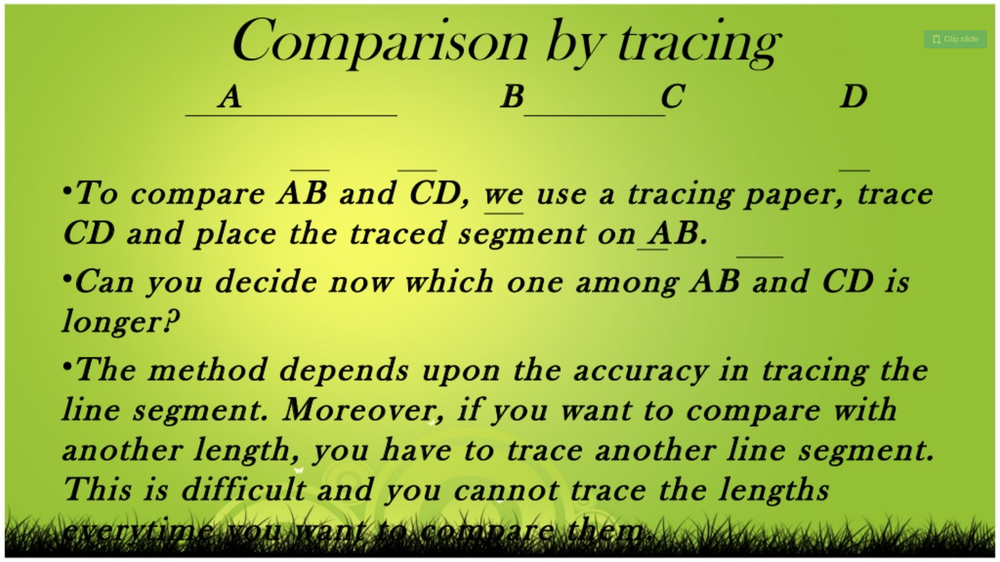 Comparison by tracing
Clip slide
A B C D
•To compare AB and CD, we use a tracing paper, trace
CD and place the traced segment on AB.
•Can you decide now which one among AB and CD is
longer?
•The method depends upon the accuracy in tracing the
line segment. Moreover, if you want to compare with
another length, you have to trace another line segment.
This is difficult and you cannot trace the lengths
everytime you want to compare them.